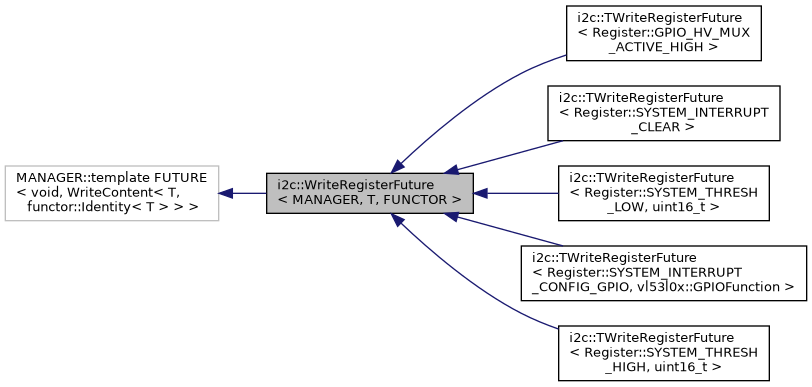 MANAGER::template FUTURE
< void, WriteContent< T,
functor::Identity< T > > >
i2c::WriteRegisterFuture
< MANAGER, T, FUNCTOR >
i2c::TWriteRegisterFuture
< Register::GPIO_HV_MUX
_ACTIVE_HIGH >
i2c::TWriteRegisterFuture
< Register::SYSTEM_INTERRUPT
_CLEAR >
i2c::TWriteRegisterFuture
< Register::SYSTEM_THRESH
_LOW, uint16_t >
i2c::TWriteRegisterFuture
< Register::SYSTEM_INTERRUPT
_CONFIG_GPIO, vl53l0x::GPIOFunction >
i2c::TWriteRegisterFuture
< Register::SYSTEM_THRESH
_HIGH, uint16_t >